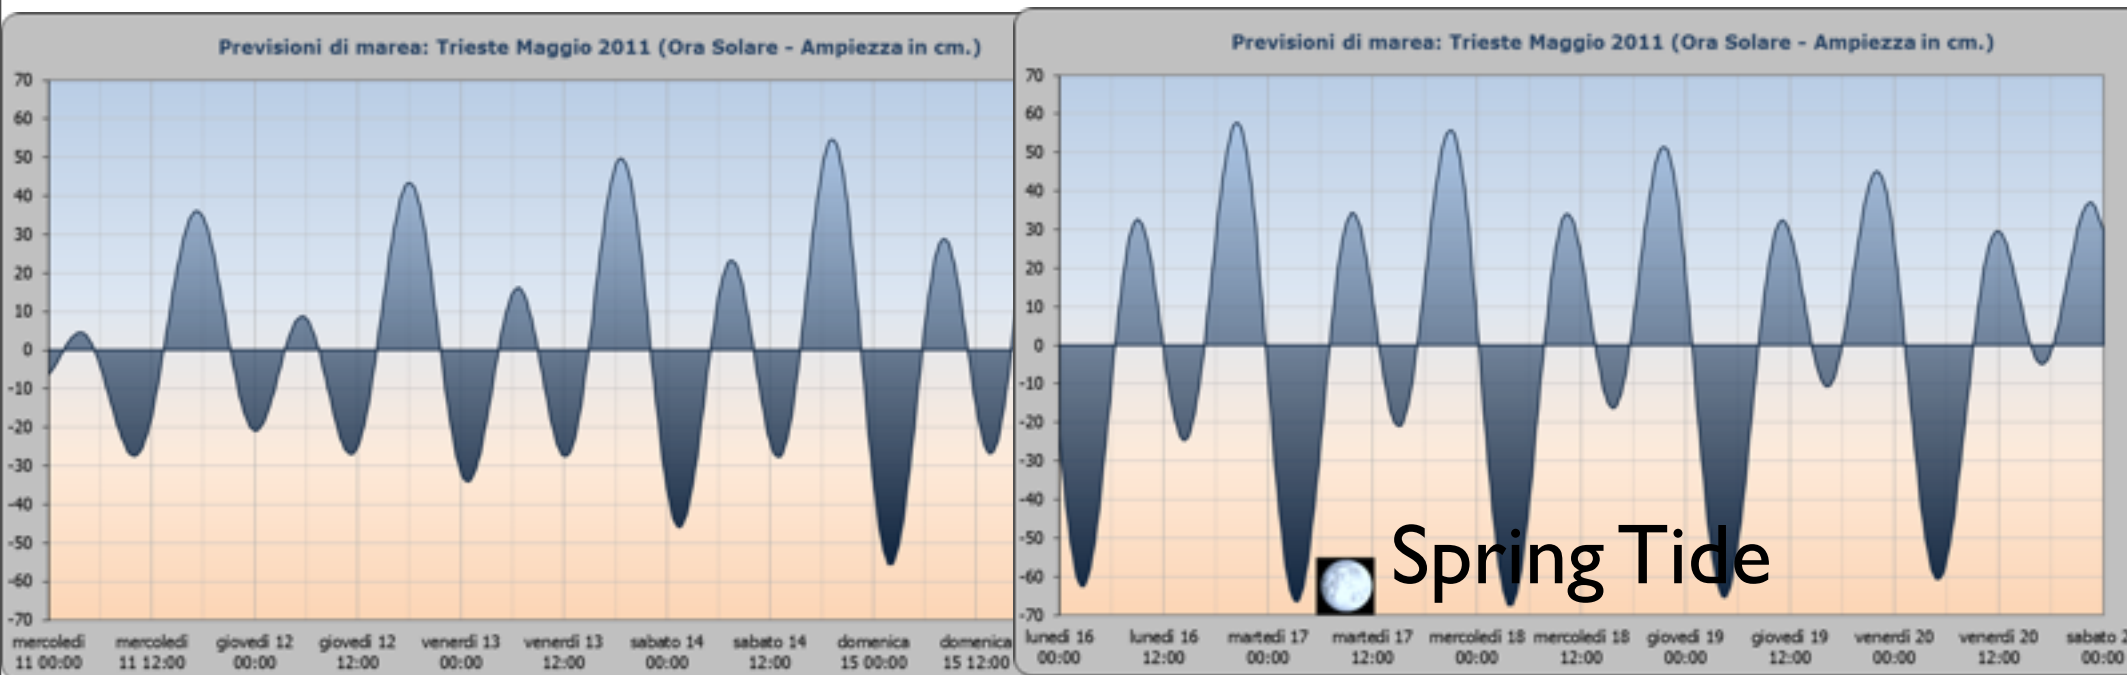 Previsioni di marea: Trieste Maggio 2011 (Ora Solare - Ampiezza in cm.)
70
60
50
40
30
20
10
0
-10
-20
-30
-40
-50
-60
-70
mercoledì 11 00:00
mercoledì 11 12:00
giovedì 12 00:00
giovedì 12 12:00
venerdì 13 00:00
venerdì 13 12:00
sabato 14 00:00
sabato 14 12:00
domenica 15 00:00
domenica 15 12:00
Previsioni di marea: Trieste Maggio 2011 (Ora Solare - Ampiezza in cm.)
70
60
50
40
30
20
10
0
-10
-20
-30
-40
-50
-60
-70
Spring Tide
lunedì 16 00:00
lunedì 16 12:00
martedì 17 00:00
martedì 17 12:00
mercoledì 18 00:00
mercoledì 18 12:00
giovedì 19 00:00
giovedì 19 12:00
venerdì 20 00:00
venerdì 20 12:00
sabato 2 00:00